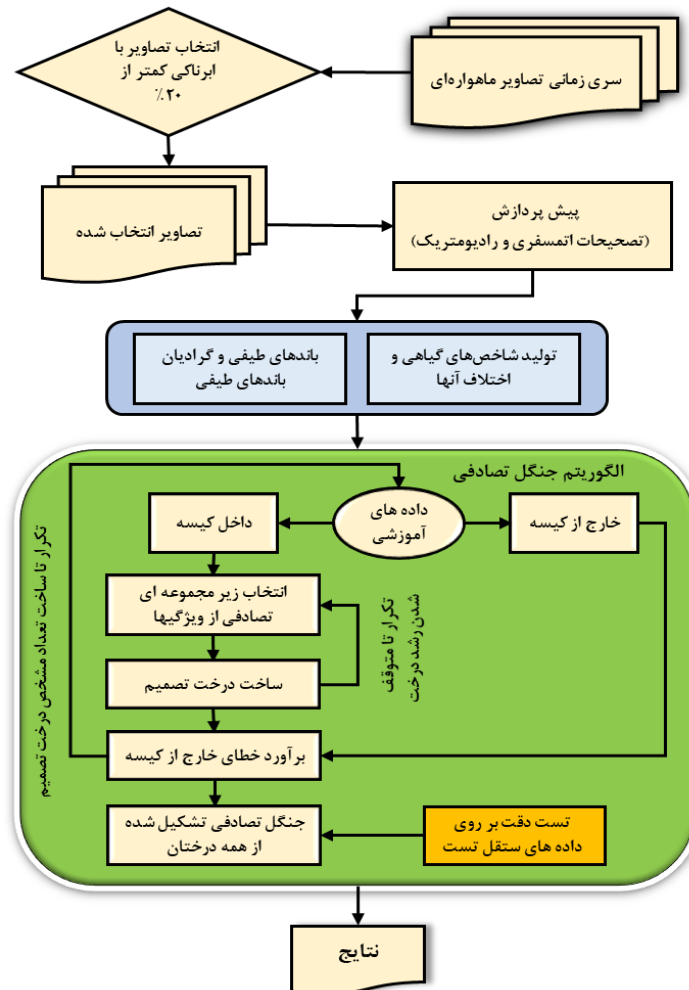 سری زمانی تصاویر ماهواره‌ای
انتخاب تصاویر با
ابرناکی کمتر از
۲۰٪
تصاویر انتخاب شده
پیش پردازش
(تصحیحات اتمسفری و رادیومتریک)
تولید شاخص‌های گیاهی و
اختلاف آنها
باندهای طیفی و گرادیان
باندهای طیفی
الگوریتم جنگل تصادفی
داده های
آموزشی
خارج از کیسه
داخل کیسه
انتخاب زیر مجموعه ای
تصادفی از ویژگیها
تکرار تا متوقف
شدن رشد درخت
ساخت درخت تصمیم
تکرار تا ساخت تعداد مشخص درخت تصمیم
برآورد خطای خارج از کیسه
جنگل تصادفی تشکیل شده
از همه درختان
تست دقت بر روی
داده های ستقل تست
نتایج